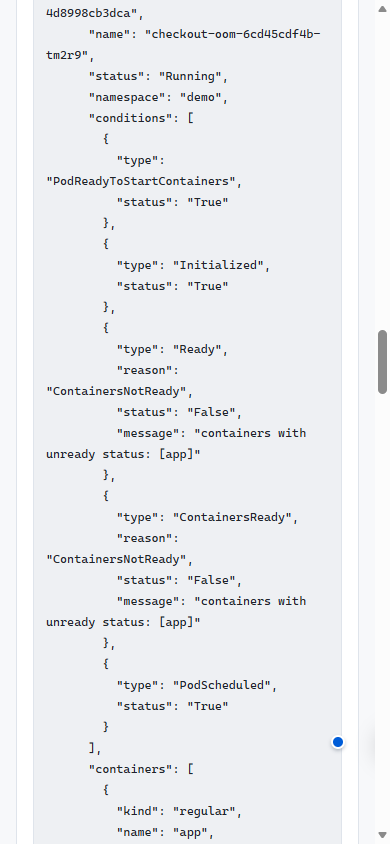 4d8998cb3dca",
"name": "checkout-oom-6cd45cdf4b-
tm2r9",
"status": "Running",
"namespace": "demo",
"conditions": [
{
"type":
"PodReadyToStartContainers",
"status": "True"
},
{
"type": "Initialized",
"status": "True"
},
{
"type": "Ready",
"reason":
"ContainersNotReady",
"status": "False",
"message": "containers with
unready status: [app]"
},
{
"type": "ContainersReady",
"reason":
"ContainersNotReady",
"status": "False",
"message": "containers with
unready status: [app]"
},
{
"type": "PodScheduled",
"status": "True"
}
],
"containers": [
{
"kind": "regular",
"name": "app",